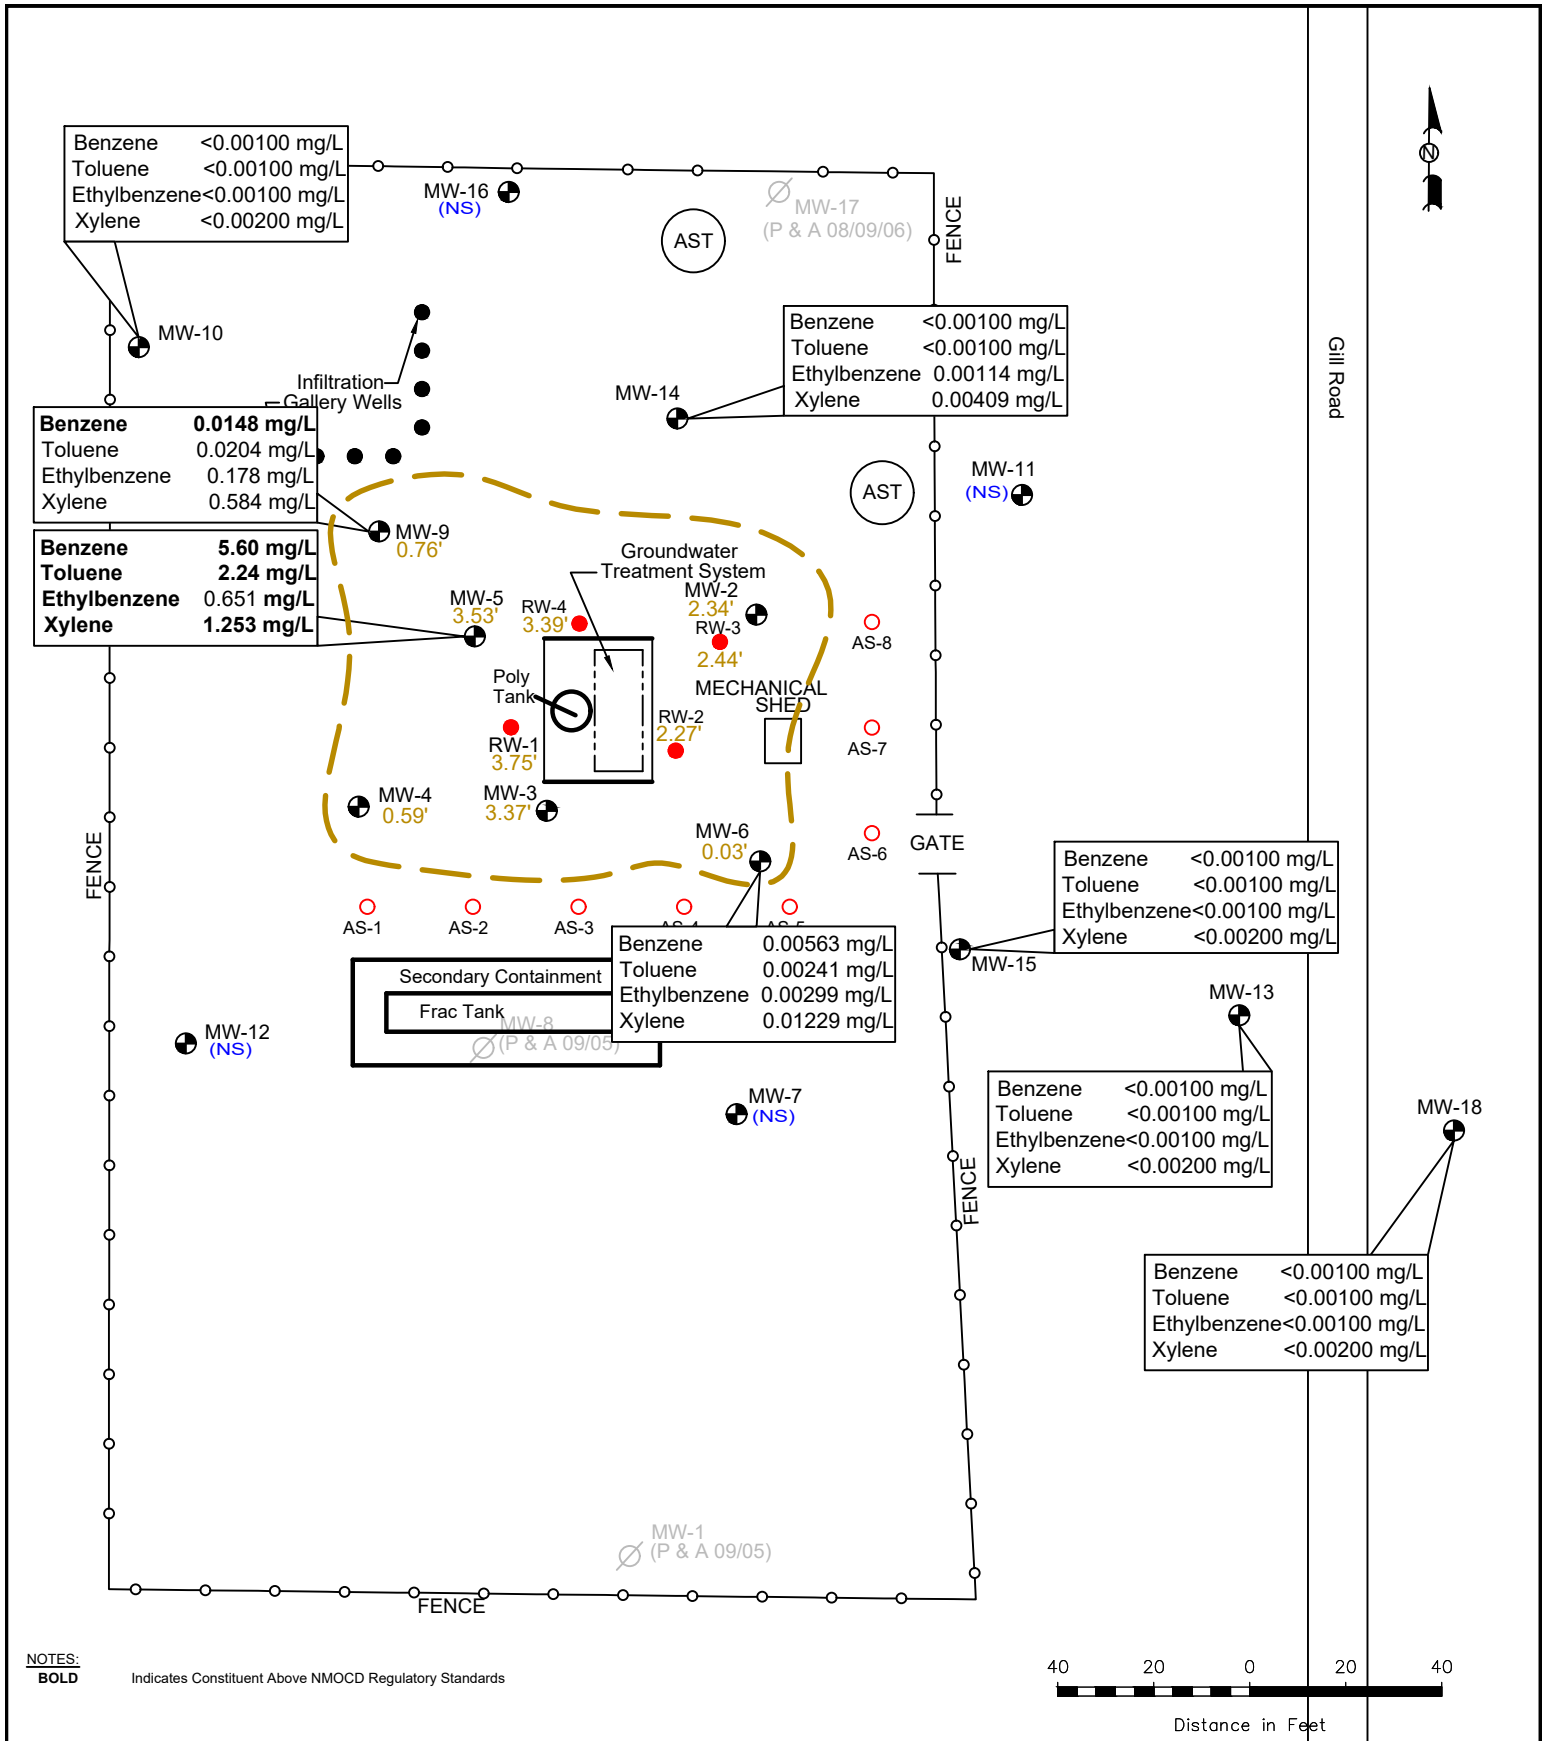 Benzene <0.00100 mg/L
Toluene <0.00100 mg/L
Ethylbenzene<0.00100 mg/L
Xylene <0.00200 mg/L
MW-16
(NS)
MW-17
(P & A 08/09/06)
AST
FENCE
N
MW-10
Infiltration
Gallery Wells
MW-14
Benzene <0.00100 mg/L
Toluene <0.00100 mg/L
Ethylbenzene 0.00114 mg/L
Xylene 0.00409 mg/L
Gill Road
Benzene 0.0148 mg/L
Toluene 0.0204 mg/L
Ethylbenzene 0.178 mg/L
Xylene 0.584 mg/L
AST
MW-11
(NS)
MW-9
0.76'
Benzene 5.60 mg/L
Toluene 2.24 mg/L
Ethylbenzene 0.651 mg/L
Xylene 1.253 mg/L
Groundwater
Treatment System
MW-5
3.53'
RW-4
3.39'
MW-2
2.34'
RW-3
2.44'
AS-8
Poly
Tank
MECHANICAL
SHED
RW-1
3.75'
RW-2
2.27'
AS-7
MW-4
0.59'
MW-3
3.37'
MW-6
0.03'
AS-6
GATE
FENCE
Benzene <0.00100 mg/L
Toluene <0.00100 mg/L
Ethylbenzene<0.00100 mg/L
Xylene <0.00200 mg/L
AS-1
AS-2
AS-3
AS-4
AS-5
Benzene 0.00563 mg/L
Toluene 0.00241 mg/L
Ethylbenzene 0.00299 mg/L
Xylene 0.01229 mg/L
MW-15
Secondary Containment
Frac Tank
MW-8
(P & A 09/05)
MW-13
MW-12
(NS)
MW-7
(NS)
Benzene <0.00100 mg/L
Toluene <0.00100 mg/L
Ethylbenzene<0.00100 mg/L
Xylene <0.00200 mg/L
MW-18
FENCE
Benzene <0.00100 mg/L
Toluene <0.00100 mg/L
Ethylbenzene<0.00100 mg/L
Xylene <0.00200 mg/L
MW-1
(P & A 09/05)
FENCE
NOTES:
BOLD Indicates Constituent Above NMOCD Regulatory Standards
40 20 0 20 40
Distance in Feet